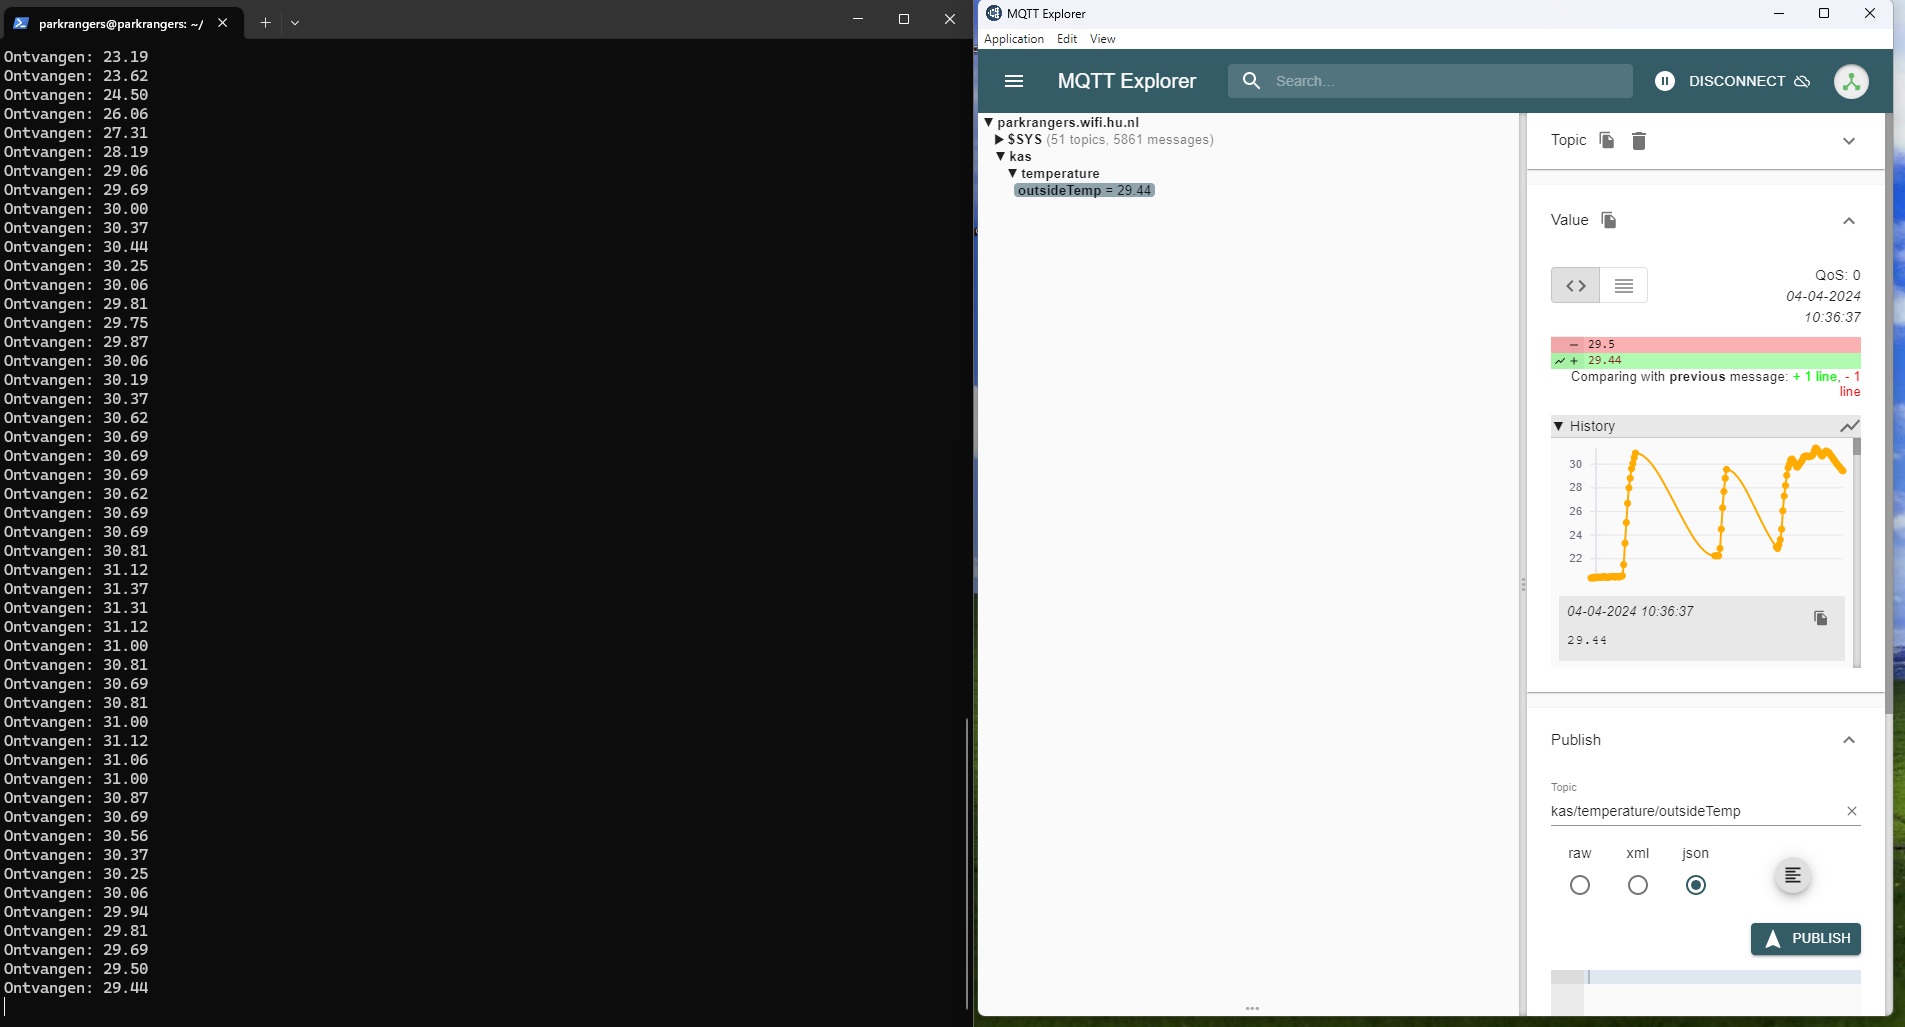 parkrangers@parkrangers: ~/
Ontvangen: 23.19
Ontvangen: 23.62
Ontvangen: 24.50
Ontvangen: 26.06
Ontvangen: 27.31
Ontvangen: 28.19
Ontvangen: 29.06
Ontvangen: 29.69
Ontvangen: 30.00
Ontvangen: 30.37
Ontvangen: 30.44
Ontvangen: 30.25
Ontvangen: 30.06
Ontvangen: 29.81
Ontvangen: 29.75
Ontvangen: 29.87
Ontvangen: 30.06
Ontvangen: 30.19
Ontvangen: 30.37
Ontvangen: 30.62
Ontvangen: 30.69
Ontvangen: 30.69
Ontvangen: 30.69
Ontvangen: 30.62
Ontvangen: 30.69
Ontvangen: 30.69
Ontvangen: 30.81
Ontvangen: 31.12
Ontvangen: 31.37
Ontvangen: 31.31
Ontvangen: 31.12
Ontvangen: 31.00
Ontvangen: 30.81
Ontvangen: 30.69
Ontvangen: 30.81
Ontvangen: 31.00
Ontvangen: 31.12
Ontvangen: 31.06
Ontvangen: 31.00
Ontvangen: 30.87
Ontvangen: 30.69
Ontvangen: 30.56
Ontvangen: 30.37
Ontvangen: 30.25
Ontvangen: 30.06
Ontvangen: 29.94
Ontvangen: 29.81
Ontvangen: 29.69
Ontvangen: 29.50
Ontvangen: 29.44
MQTT Explorer
Application Edit View
MQTT Explorer Search... DISCONNECT
▼ parkrangers.wifi.hu.nl
▶ $SYS (51 topics, 5861 messages)
▼ kas
▼ temperature
outsideTemp = 29.44
Topic
Value
QoS: 0
04-04-2024
10:36:37
- 29.5
+ 29.44
Comparing with previous message: + 1 line, - 1
line
▼ History
30
28
26
24
22
04-04-2024 10:36:37
29.44
Publish
Topic
kas/temperature/outsideTemp
raw xml json
PUBLISH